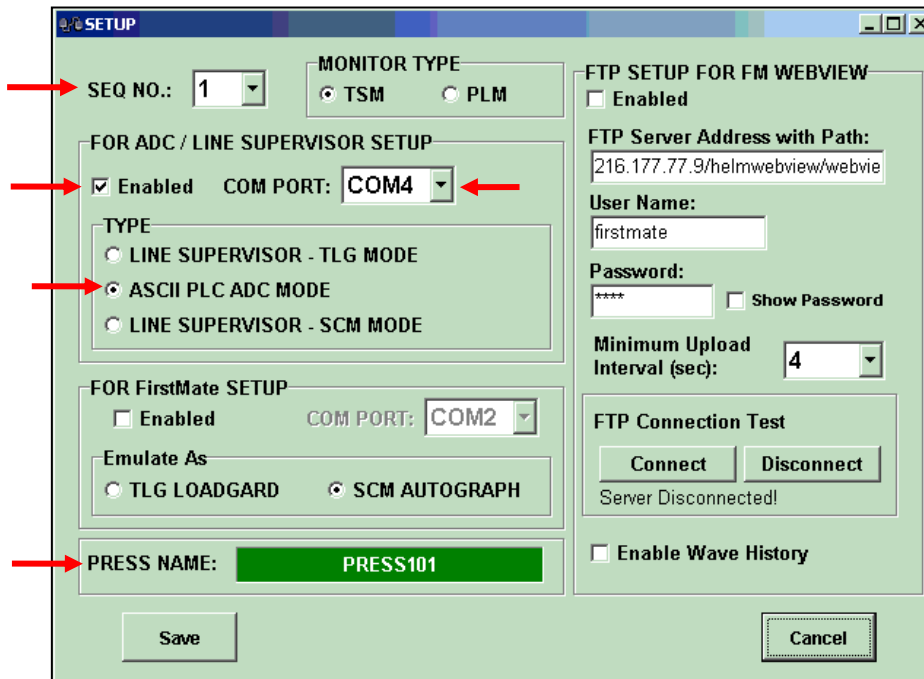 SETUP
SEQ NO.: 1
MONITOR TYPE
TSM PLM
FOR ADC / LINE SUPERVISOR SETUP
Enabled COM PORT: COM4
TYPE
LINE SUPERVISOR - TLG MODE
ASCII PLC ADC MODE
LINE SUPERVISOR - SCM MODE
FOR FirstMate SETUP
Enabled COM PORT: COM2
Emulate As
TLG LOADGARD SCM AUTOGRAPH
PRESS NAME: PRESS101
Save
FTP SETUP FOR FM WEBVIEW
Enabled
FTP Server Address with Path:
216.177.77.9/helmwebview/webvie
User Name:
firstmate
Password:
**** Show Password
Minimum Upload
Interval (sec): 4
FTP Connection Test
Connect Disconnect
Server Disconnected!
Enable Wave History
Cancel